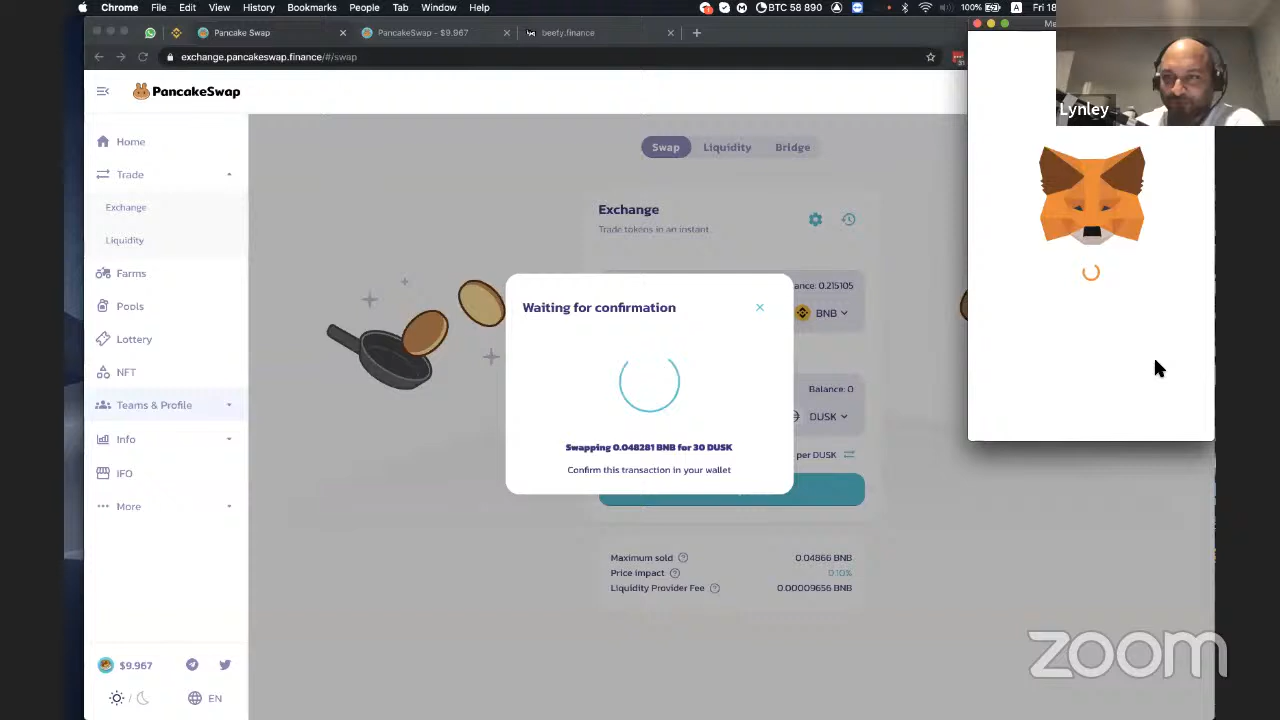 Chrome File Edit View History Bookmarks People Tab Window Help
BTC 58 890
100%
Fri 18
Pancake Swap
PancakeSwap - $9.967
beety.finance
exchange.pancakeswap.finance/#/swap
PancakeSwap
Lynley
Home
Trade
Exchange
Liquidity
Farms
Pools
Lottery
NFT
Teams & Profile
Info
IFO
More
$9.967
EN
Swap Liquidity Bridge
Exchange
Trade tokens in an instant
ance: 0.215105
BNB
Balance: 0
DUSK
per DUSK
Waiting for confirmation
Swapping 0.048281 BNB for 30 DUSK
Confirm this transaction in your wallet
Maximum sold 0.04866 BNB
Price impact 0.10%
Liquidity Provider Fee 0.00009656 BNB
zoom